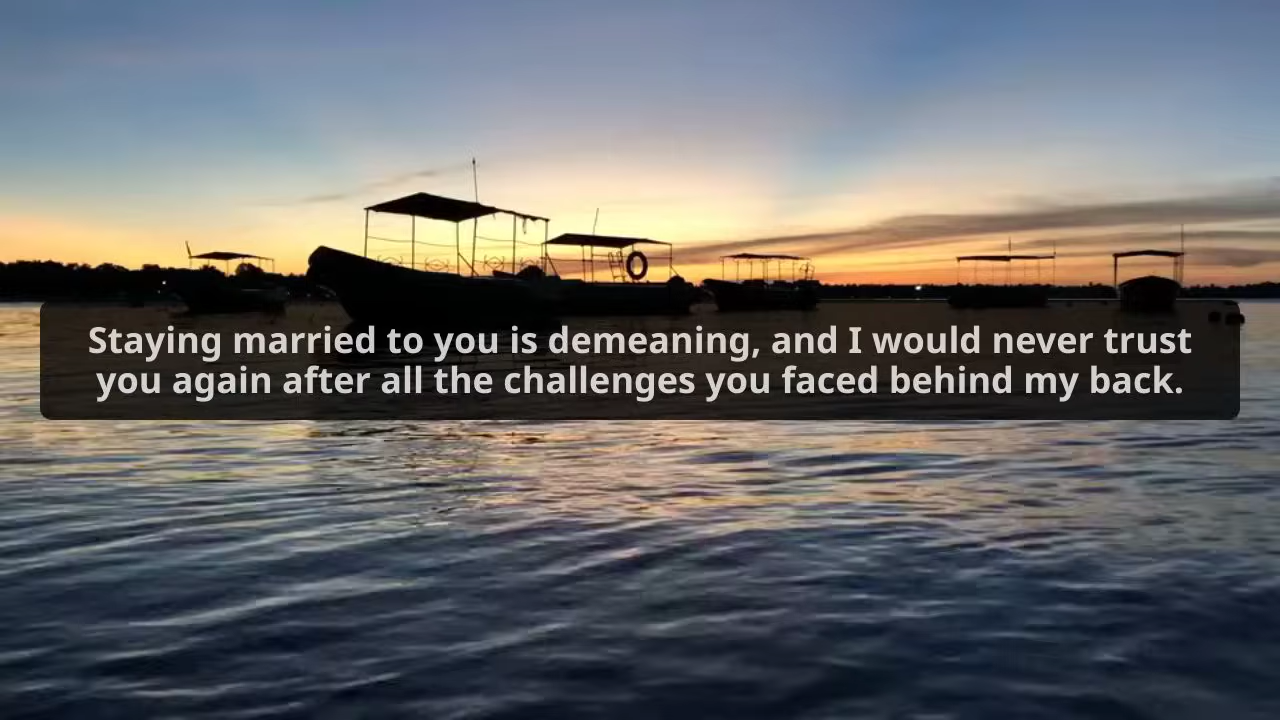 Staying married to you is demeaning, and I would never trust
you again after all the challenges you faced behind my back.